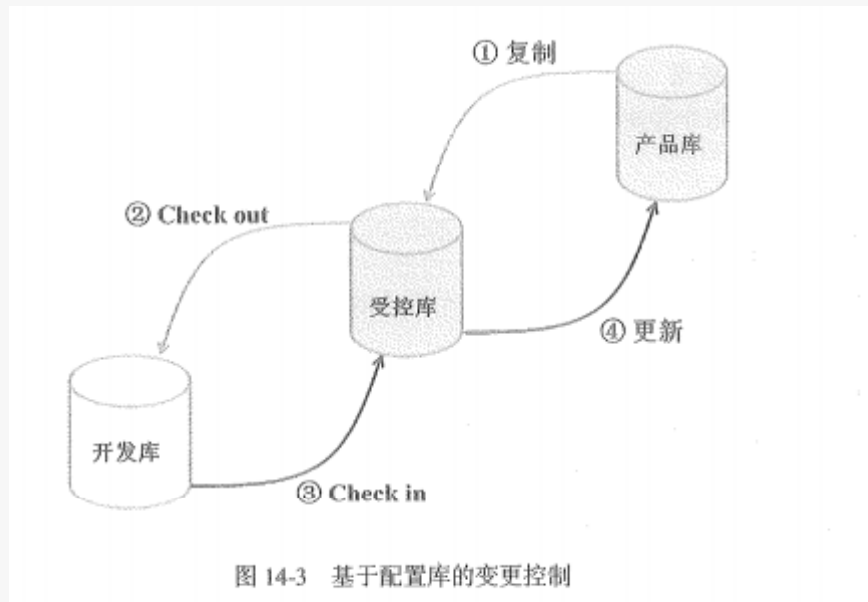 ① 复制
产品库
② Check out
受控库
④ 更新
开发库
③ Check in
图 14-3 基于配置库的变更控制